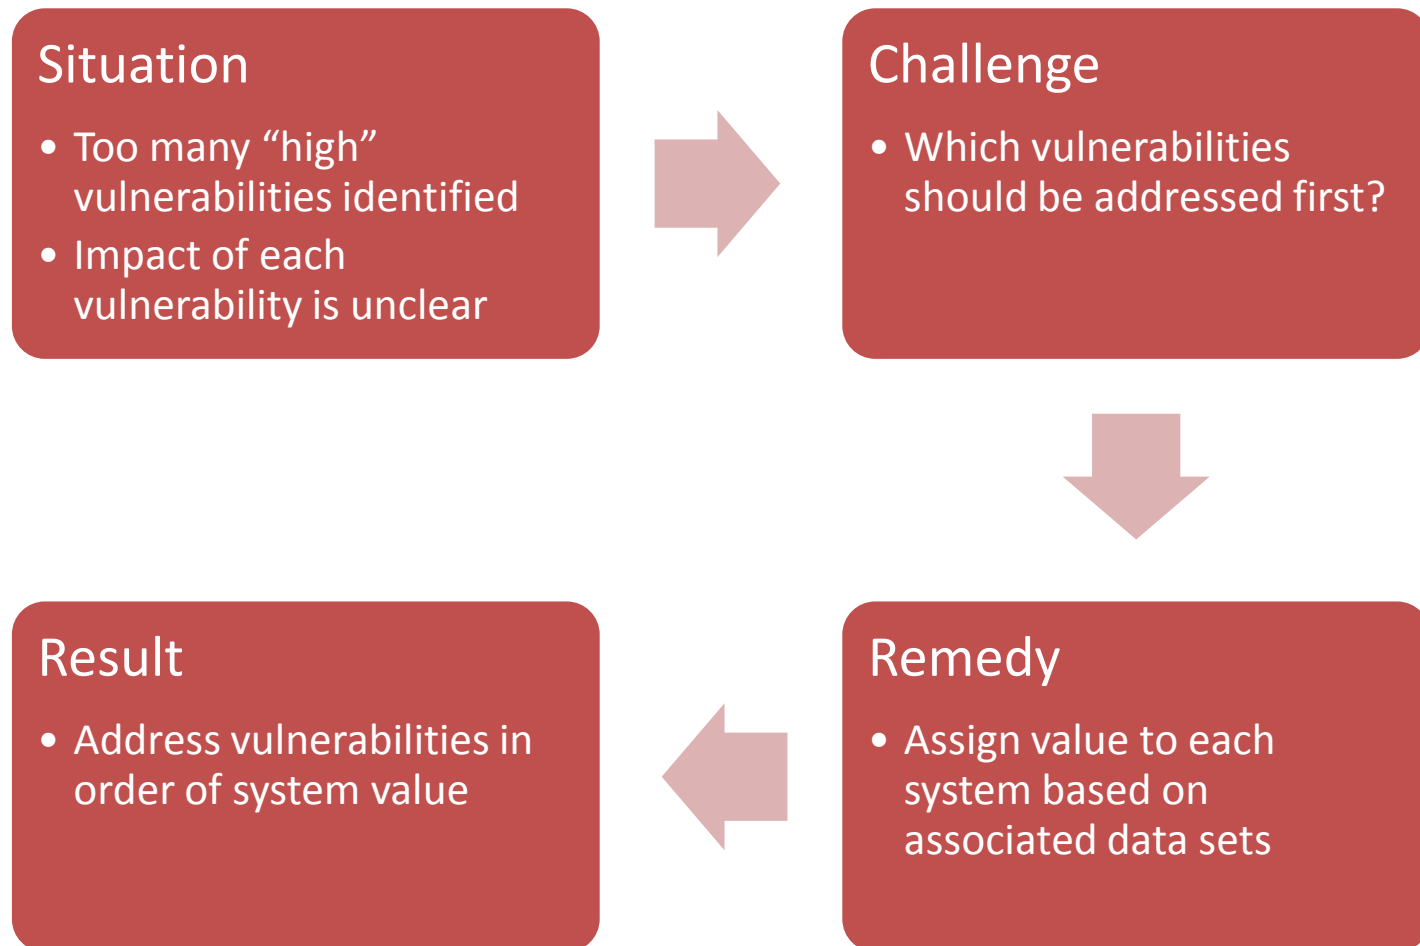 Situation
• Too many “high”
vulnerabilities identified
• Impact of each
vulnerability is unclear
Challenge
• Which vulnerabilities
should be addressed first?
Remedy
• Assign value to each
system based on
associated data sets
Result
• Address vulnerabilities in
order of system value